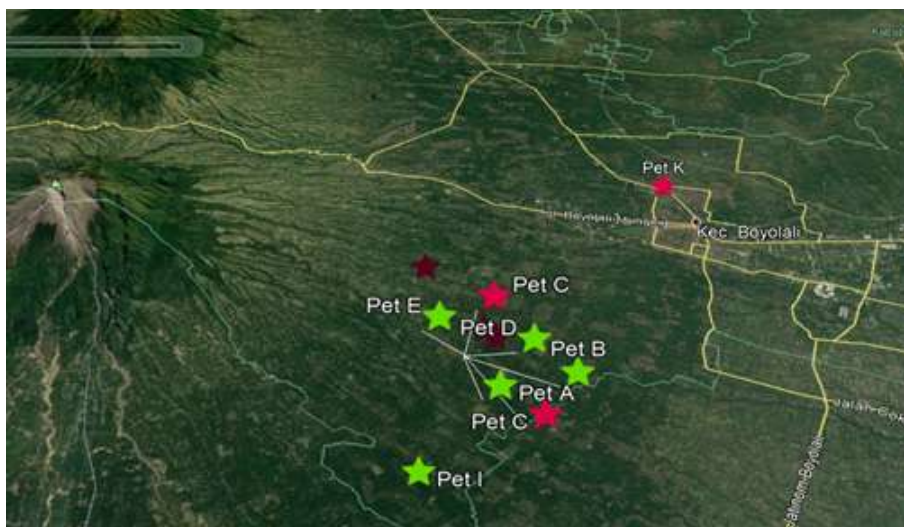 Pet K
Kec Boyolali
Pet C
Pet E
Pet D
Pet B
Pet A
Pet C
Pet I